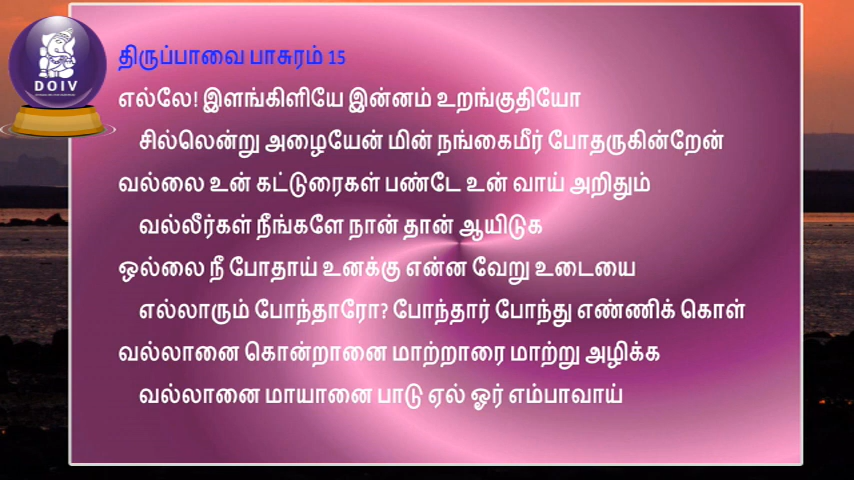 DOIV
திருப்பாவை பாசுரம் 15
எல்லே! இளங்கிளியே இன்னம் உறங்குதியோ
சில்லென்று அழையேன் மின் நங்கைமீர் போதருகின்றேன்
வல்லை உன் கட்டுரைகள் பண்டே உன் வாய் அறிதும்
வல்லீர்கள் நீங்களே நான் தான் ஆயிடுக
ஒல்லை நீ போதாய் உனக்கு என்ன வேறு உடையை
எல்லாரும் போந்தாரோ? போந்தார் போந்து எண்ணிக் கொள்
வல்லானை கொன்றானை மாற்றாரை மாற்று அழிக்க
வல்லானை மாயானை பாடு ஏல் ஓர் எம்பாவாய்